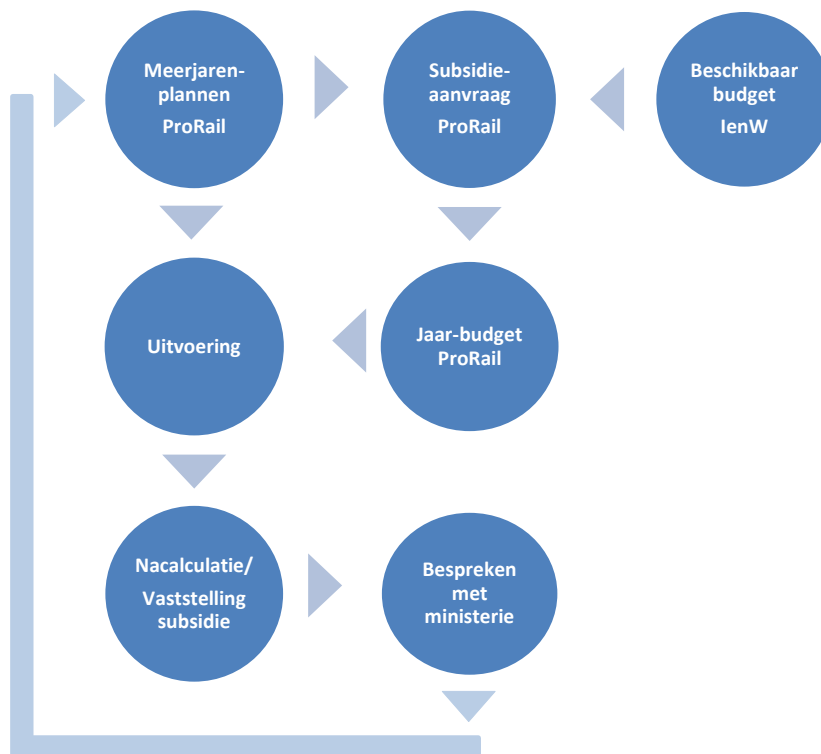 Meerjaren-
plannen
ProRail
Subsidie-
aanvraag
ProRail
Beschikbaar
budget
IenW
Uitvoering
Jaar-budget
ProRail
Nacalculatie/
Vaststelling
subsidie
Bespreken
met
ministerie